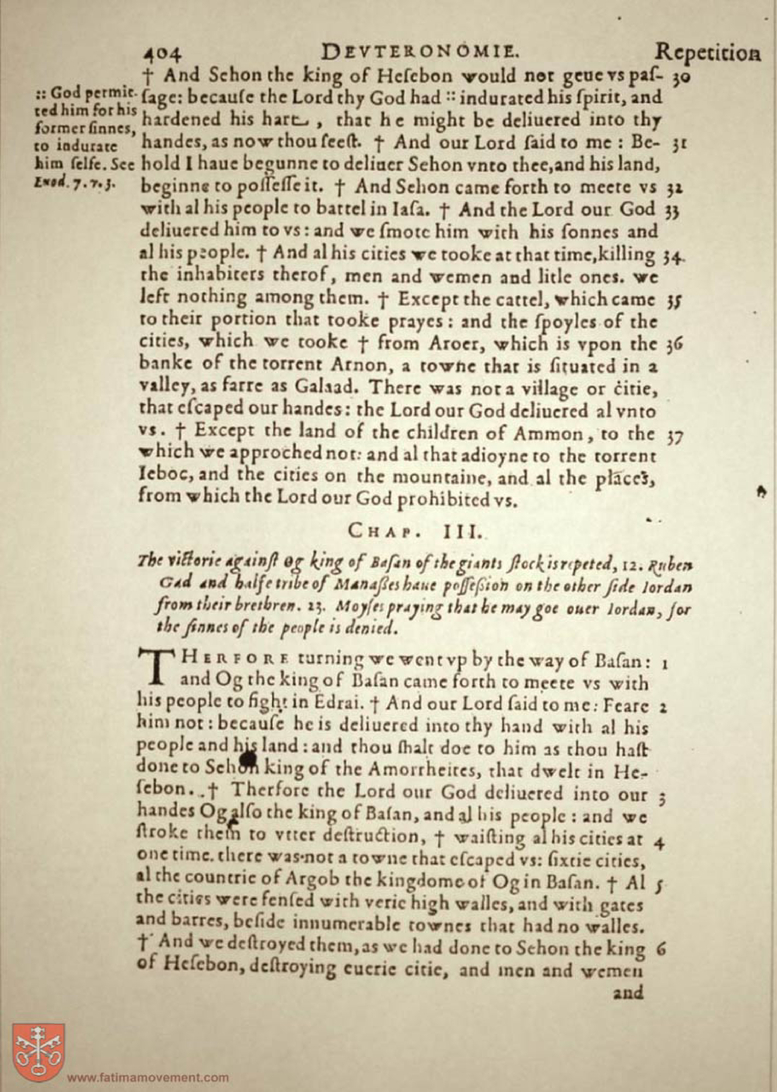 404 DEVTERONOMIE. Repetition
† And Sehon the king of Heſebon would not geue vs paſ- 30
:: God permit-
ted him for his
former ſinnes,
to indurate
him ſelfe. See
Exod. 7. v. 3.
ſage: becauſe the Lord thy God had :: indurated his ſpirit, and
hardened his hart, that he might be deliuered into thy
handes, as now thou ſeeſt. † And our Lord ſaid to me : Be- 31
hold I haue begunne to deliuer Sehon vnto thee, and his land,
beginne to poſſeſſe it. † And Sehon came forth to meete vs 32
with al his people to battel in Iaſa. † And the Lord our God 33
deliuered him to vs : and we ſmote him with his ſonnes and
al his people. † And al his cities we tooke at that time, killing 34
the inhabiters therof, men and wemen and litle ones. we
left nothing among them. † Except the cattel, which came 35
to their portion that tooke prayes : and the ſpoyles of the
cities, which we tooke † from Aroer, which is vpon the 36
banke of the torrent Arnon, a towne that is ſituated in a
valley, as farre as Galaad. There was not a village or citie,
that eſcaped our handes : the Lord our God deliuered al vnto
vs. † Except the land of the children of Ammon, to the 37
which we approched not: and al that adioyne to the torrent
Ieboc, and the cities on the mountaine, and al the places,
from which the Lord our God prohibited vs.
CHAP. III.
The victorie againſt Og king of Baſan of the giants ſtock is repeted, 12. Ruben
Gad and halfe tribe of Manaßes haue poſſeßion on the other ſide Iordan
from their brethren. 23. Moyſes praying that he may goe ouer Iordan, for
the ſinnes of the people is denied.
THERFORE turning we went vp by the way of Baſan: 1
and Og the king of Baſan came forth to meete vs with
his people to fight in Edrai. † And our Lord ſaid to me: Feare 2
him not : becauſe he is deliuered into thy hand with al his
people and his land : and thou ſhalt doe to him as thou haſt
done to Sehon king of the Amorrheites, that dwelt in He-
ſebon. † Therfore the Lord our God deliuered into our 3
handes Og alſo the king of Baſan, and al his people : and we
ſtroke them to vtter deſtruction, † waiſting al his cities at 4
one time. there was not a towne that eſcaped vs: ſixtie cities,
al the countrie of Argob the kingdome of Og in Baſan. † Al 5
the cities were fenſed with verie high walles, and with gates
and barres, beſide innumerable townes that had no walles.
† And we deſtroyed them, as we had done to Sehon the king 6
of Heſebon, deſtroying euerie citie, and men and wemen
and
www.fatimamovement.com